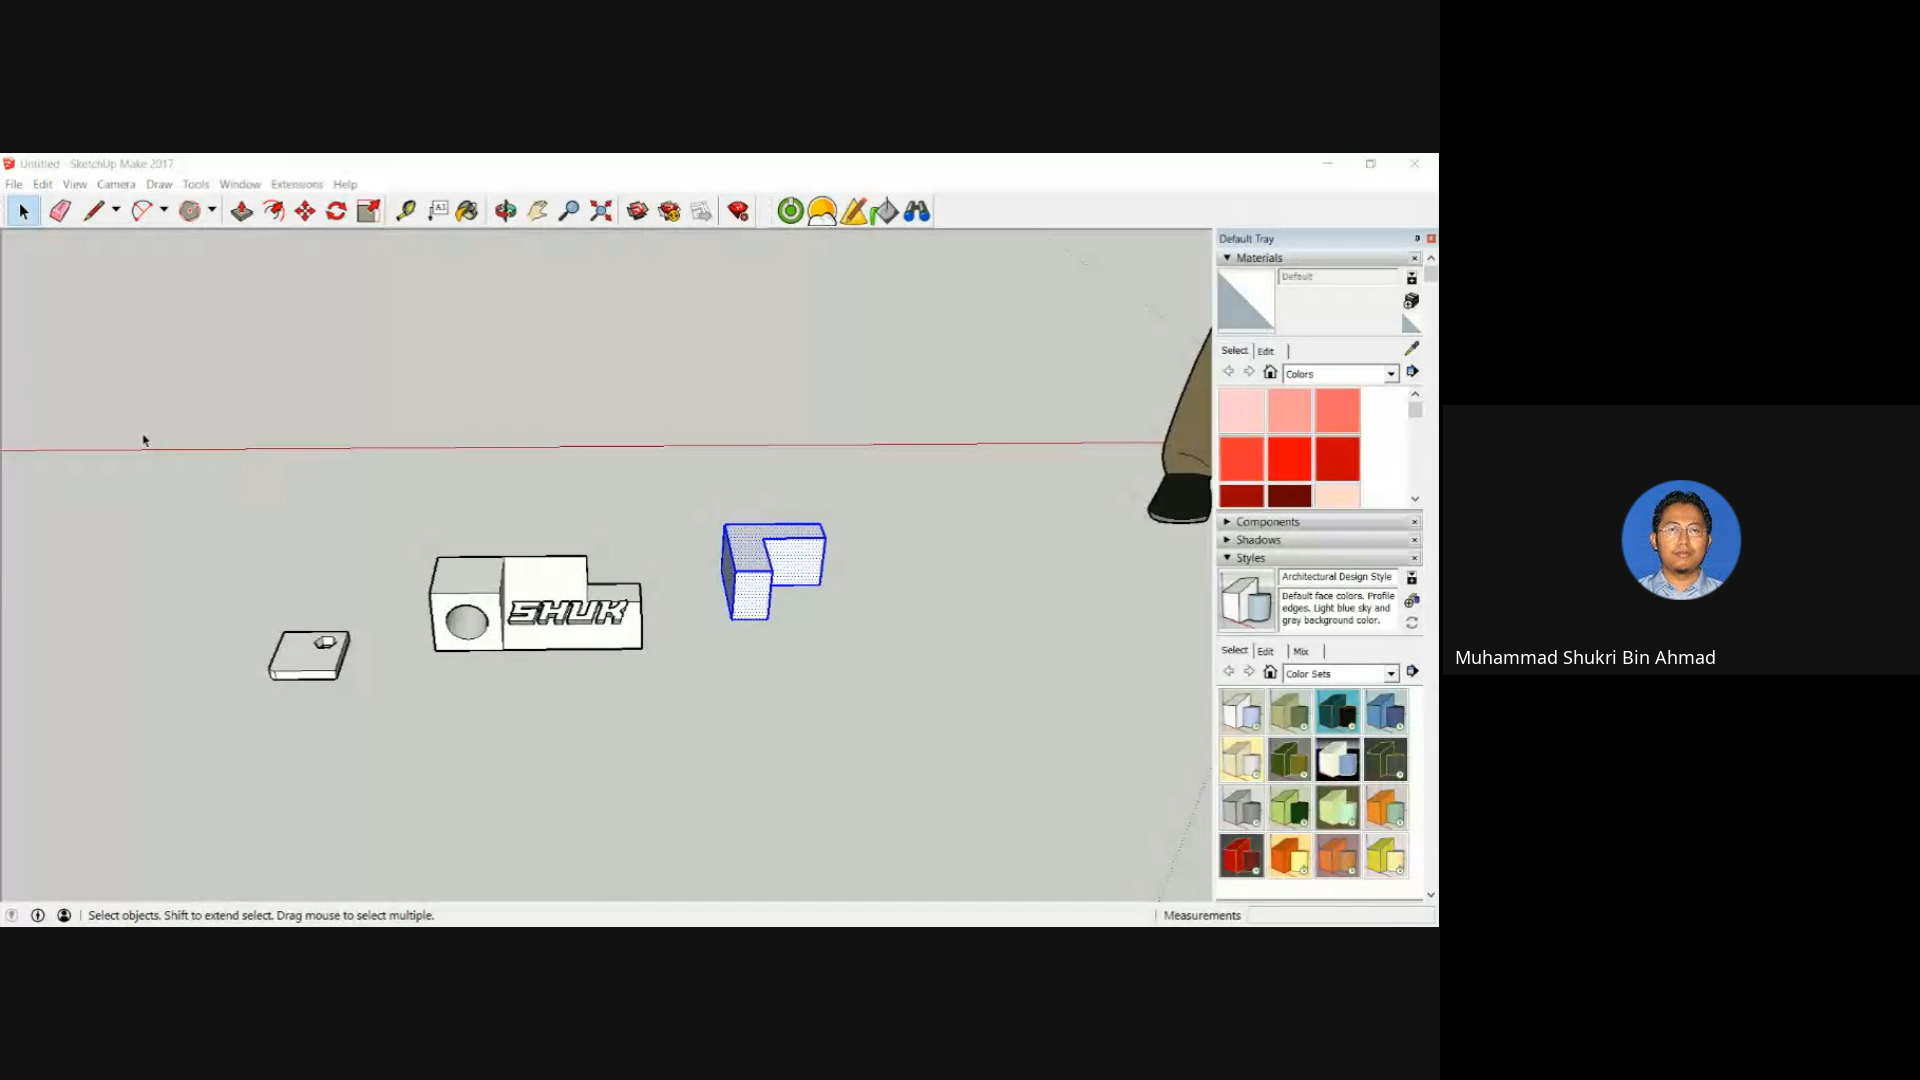 Untitled - SketchUp Make 2017
File Edit View Camera Draw Tools Window Extensions Help
A1
Default Tray
Materials
Default
Select Edit
Colors
Components
Shadows
Styles
Architectural Design Style
Default face colors. Profile
edges. Light blue sky and
gray background color.
Select Edit Mix
Color Sets
SHUK
Select objects. Shift to extend select. Drag mouse to select multiple.
Measurements
Muhammad Shukri Bin Ahmad